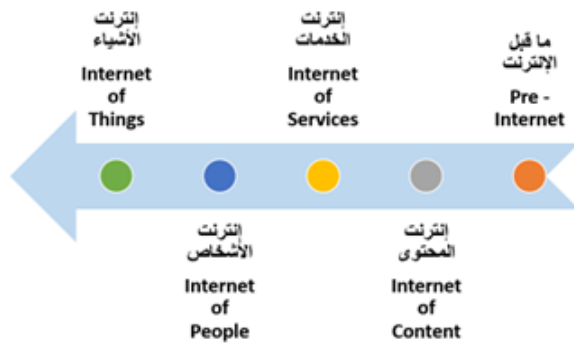 ما قبل
الإلترنت
Pre -
Internet
إنترنت
المحتوى
Internet
of
Content
إنترنت
الخدمات
Internet
of
Services
إنترنت
الأشخاص
Internet
of
People
إنترنت
الأشياء
Internet
of
Things